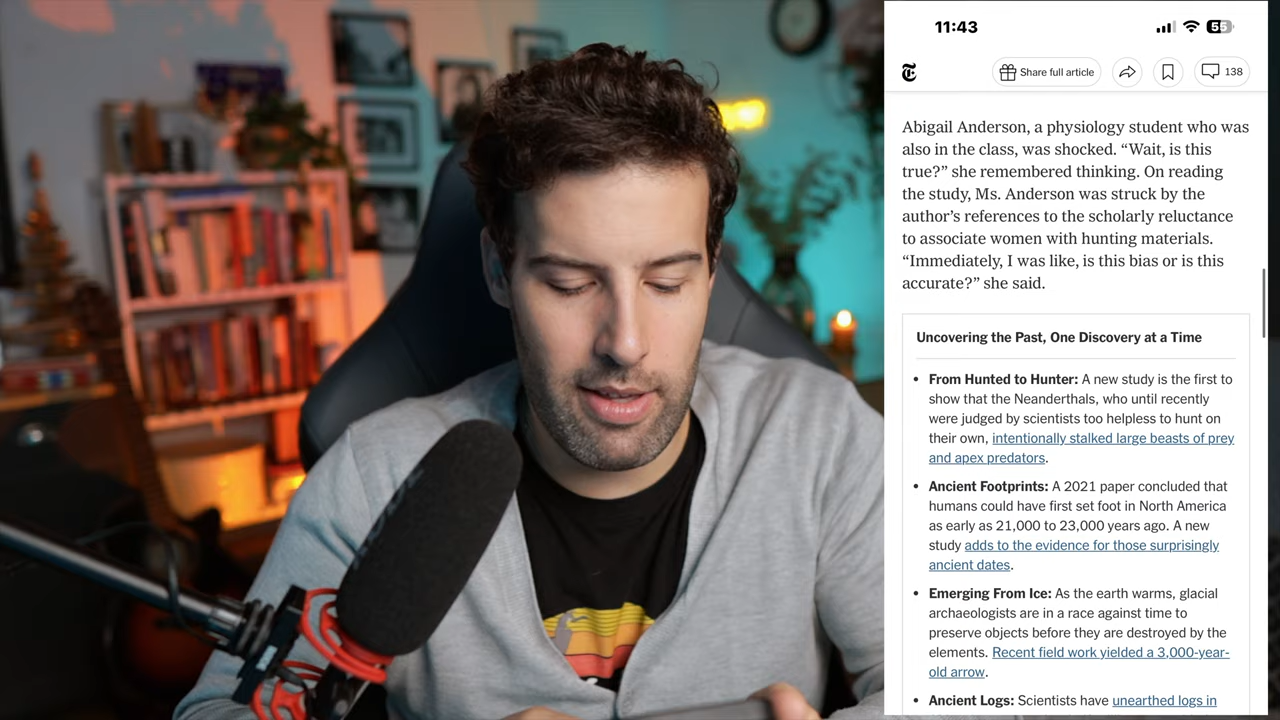 11:43
55
Share full article
138
Abigail Anderson, a physiology student who was
also in the class, was shocked. “Wait, is this
true?” she remembered thinking. On reading
the study, Ms. Anderson was struck by the
author’s references to the scholarly reluctance
to associate women with hunting materials.
“Immediately, I was like, is this bias or is this
accurate?” she said.
Uncovering the Past, One Discovery at a Time
• From Hunted to Hunter: A new study is the first to
show that the Neanderthals, who until recently
were judged by scientists too helpless to hunt on
their own, intentionally stalked large beasts of prey
and apex predators.
• Ancient Footprints: A 2021 paper concluded that
humans could have first set foot in North America
as early as 21,000 to 23,000 years ago. A new
study adds to the evidence for those surprisingly
ancient dates.
• Emerging From Ice: As the earth warms, glacial
archaeologists are in a race against time to
preserve objects before they are destroyed by the
elements. Recent field work yielded a 3,000-year-
old arrow.
• Ancient Logs: Scientists have unearthed logs in